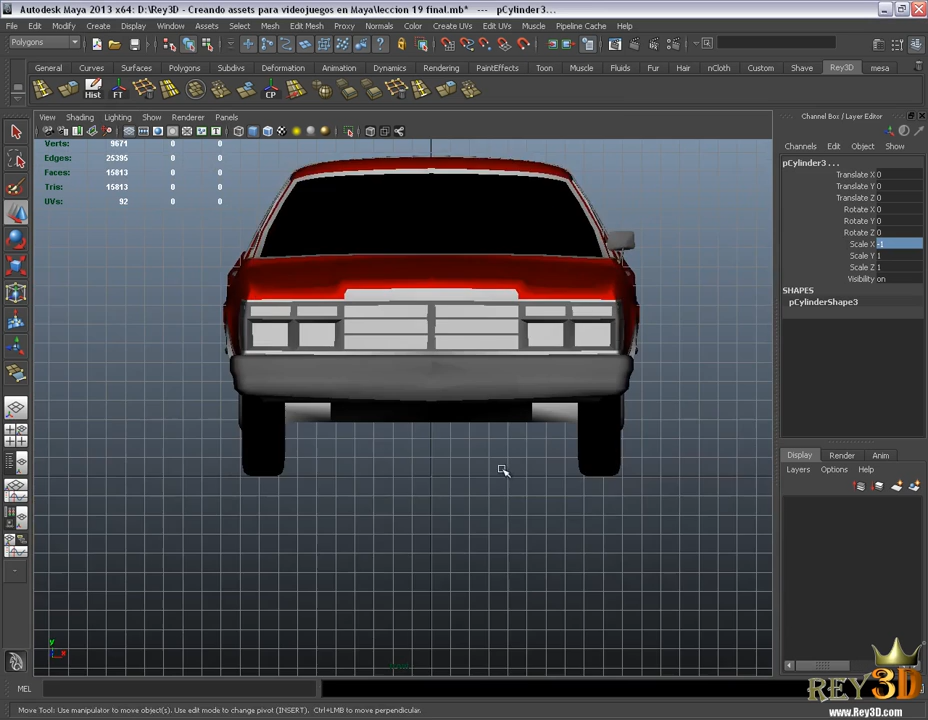 Autodesk Maya 2013 x64: D:\Rey3D - Creando assets para videojuegos en Maya\leccion 19 final.mb* --- pCylinder3...
File Edit Modify Create Display Window Assets Select Mesh Edit Mesh Proxy Normals Color Create UVs Edit UVs Muscle Pipeline Cache Help
Polygons
General Curves Surfaces Polygons Subdivs Deformation Animation Dynamics Rendering PaintEffects Toon Muscle Fluids Fur Hair nCloth Custom Shave Rey3D mesa
Hist FT CP
View Shading Lighting Show Renderer Panels
Channel Box / Layer Editor
Channels Edit Object Show
Verts: 9671 0 0
Edges: 25395 0 0
Faces: 15813 0 0
Tris: 15813 0 0
UVs: 92 0 0
pCylinder3 ...
Translate X 0
Translate Y 0
Translate Z 0
Rotate X 0
Rotate Y 0
Rotate Z 0
Scale X -1
Scale Y 1
Scale Z 1
Visibility on
SHAPES
pCylinderShape3
Display Render Anim
Layers Options Help
y
x
MEL
REY3D
www.Rey3D.com
Move Tool: Use manipulator to move object(s). Use edit mode to change pivot (INSERT). Ctrl+LMB to move perpendicular.